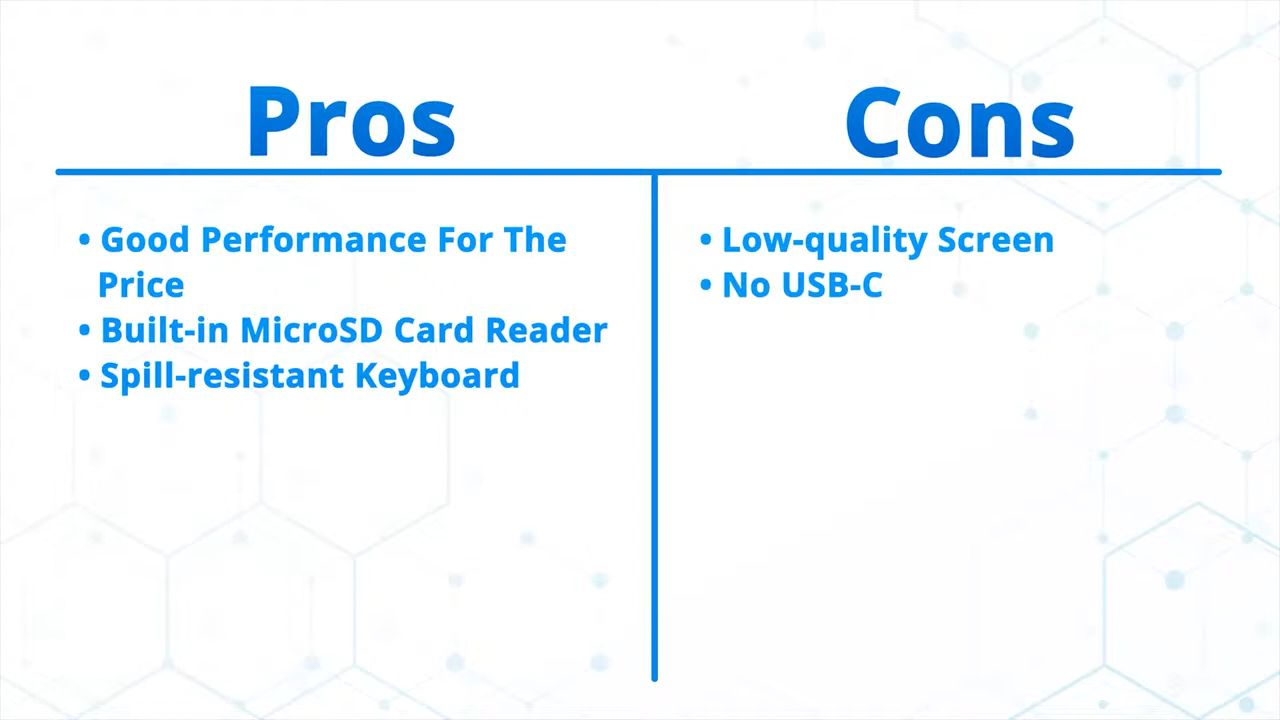 Pros
• Good Performance For The
Price
• Built-in MicroSD Card Reader
• Spill-resistant Keyboard
Cons
• Low-quality Screen
• No USB-C